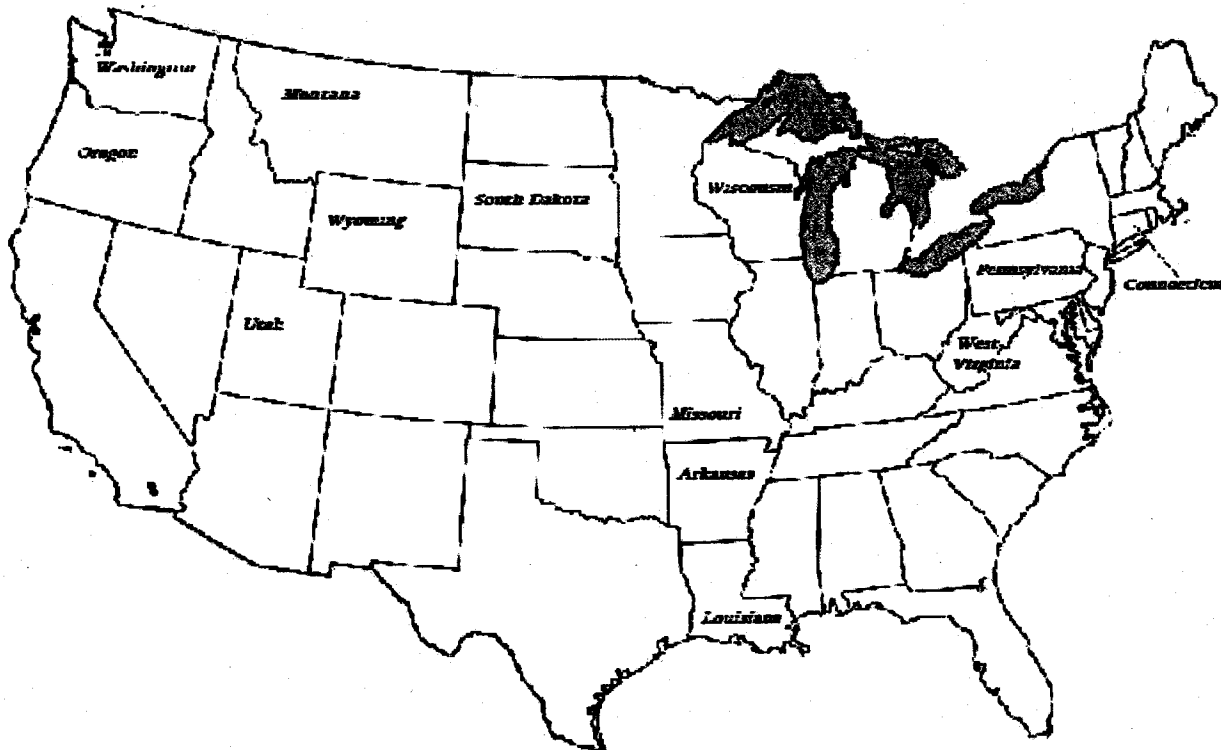 Washington
Montana
Oregon
Wyoming
South Dakota
Wisconsin
Utah
Pennsylvania
Connecticut
West
Virginia
Missouri
Arkansas
Louisiana